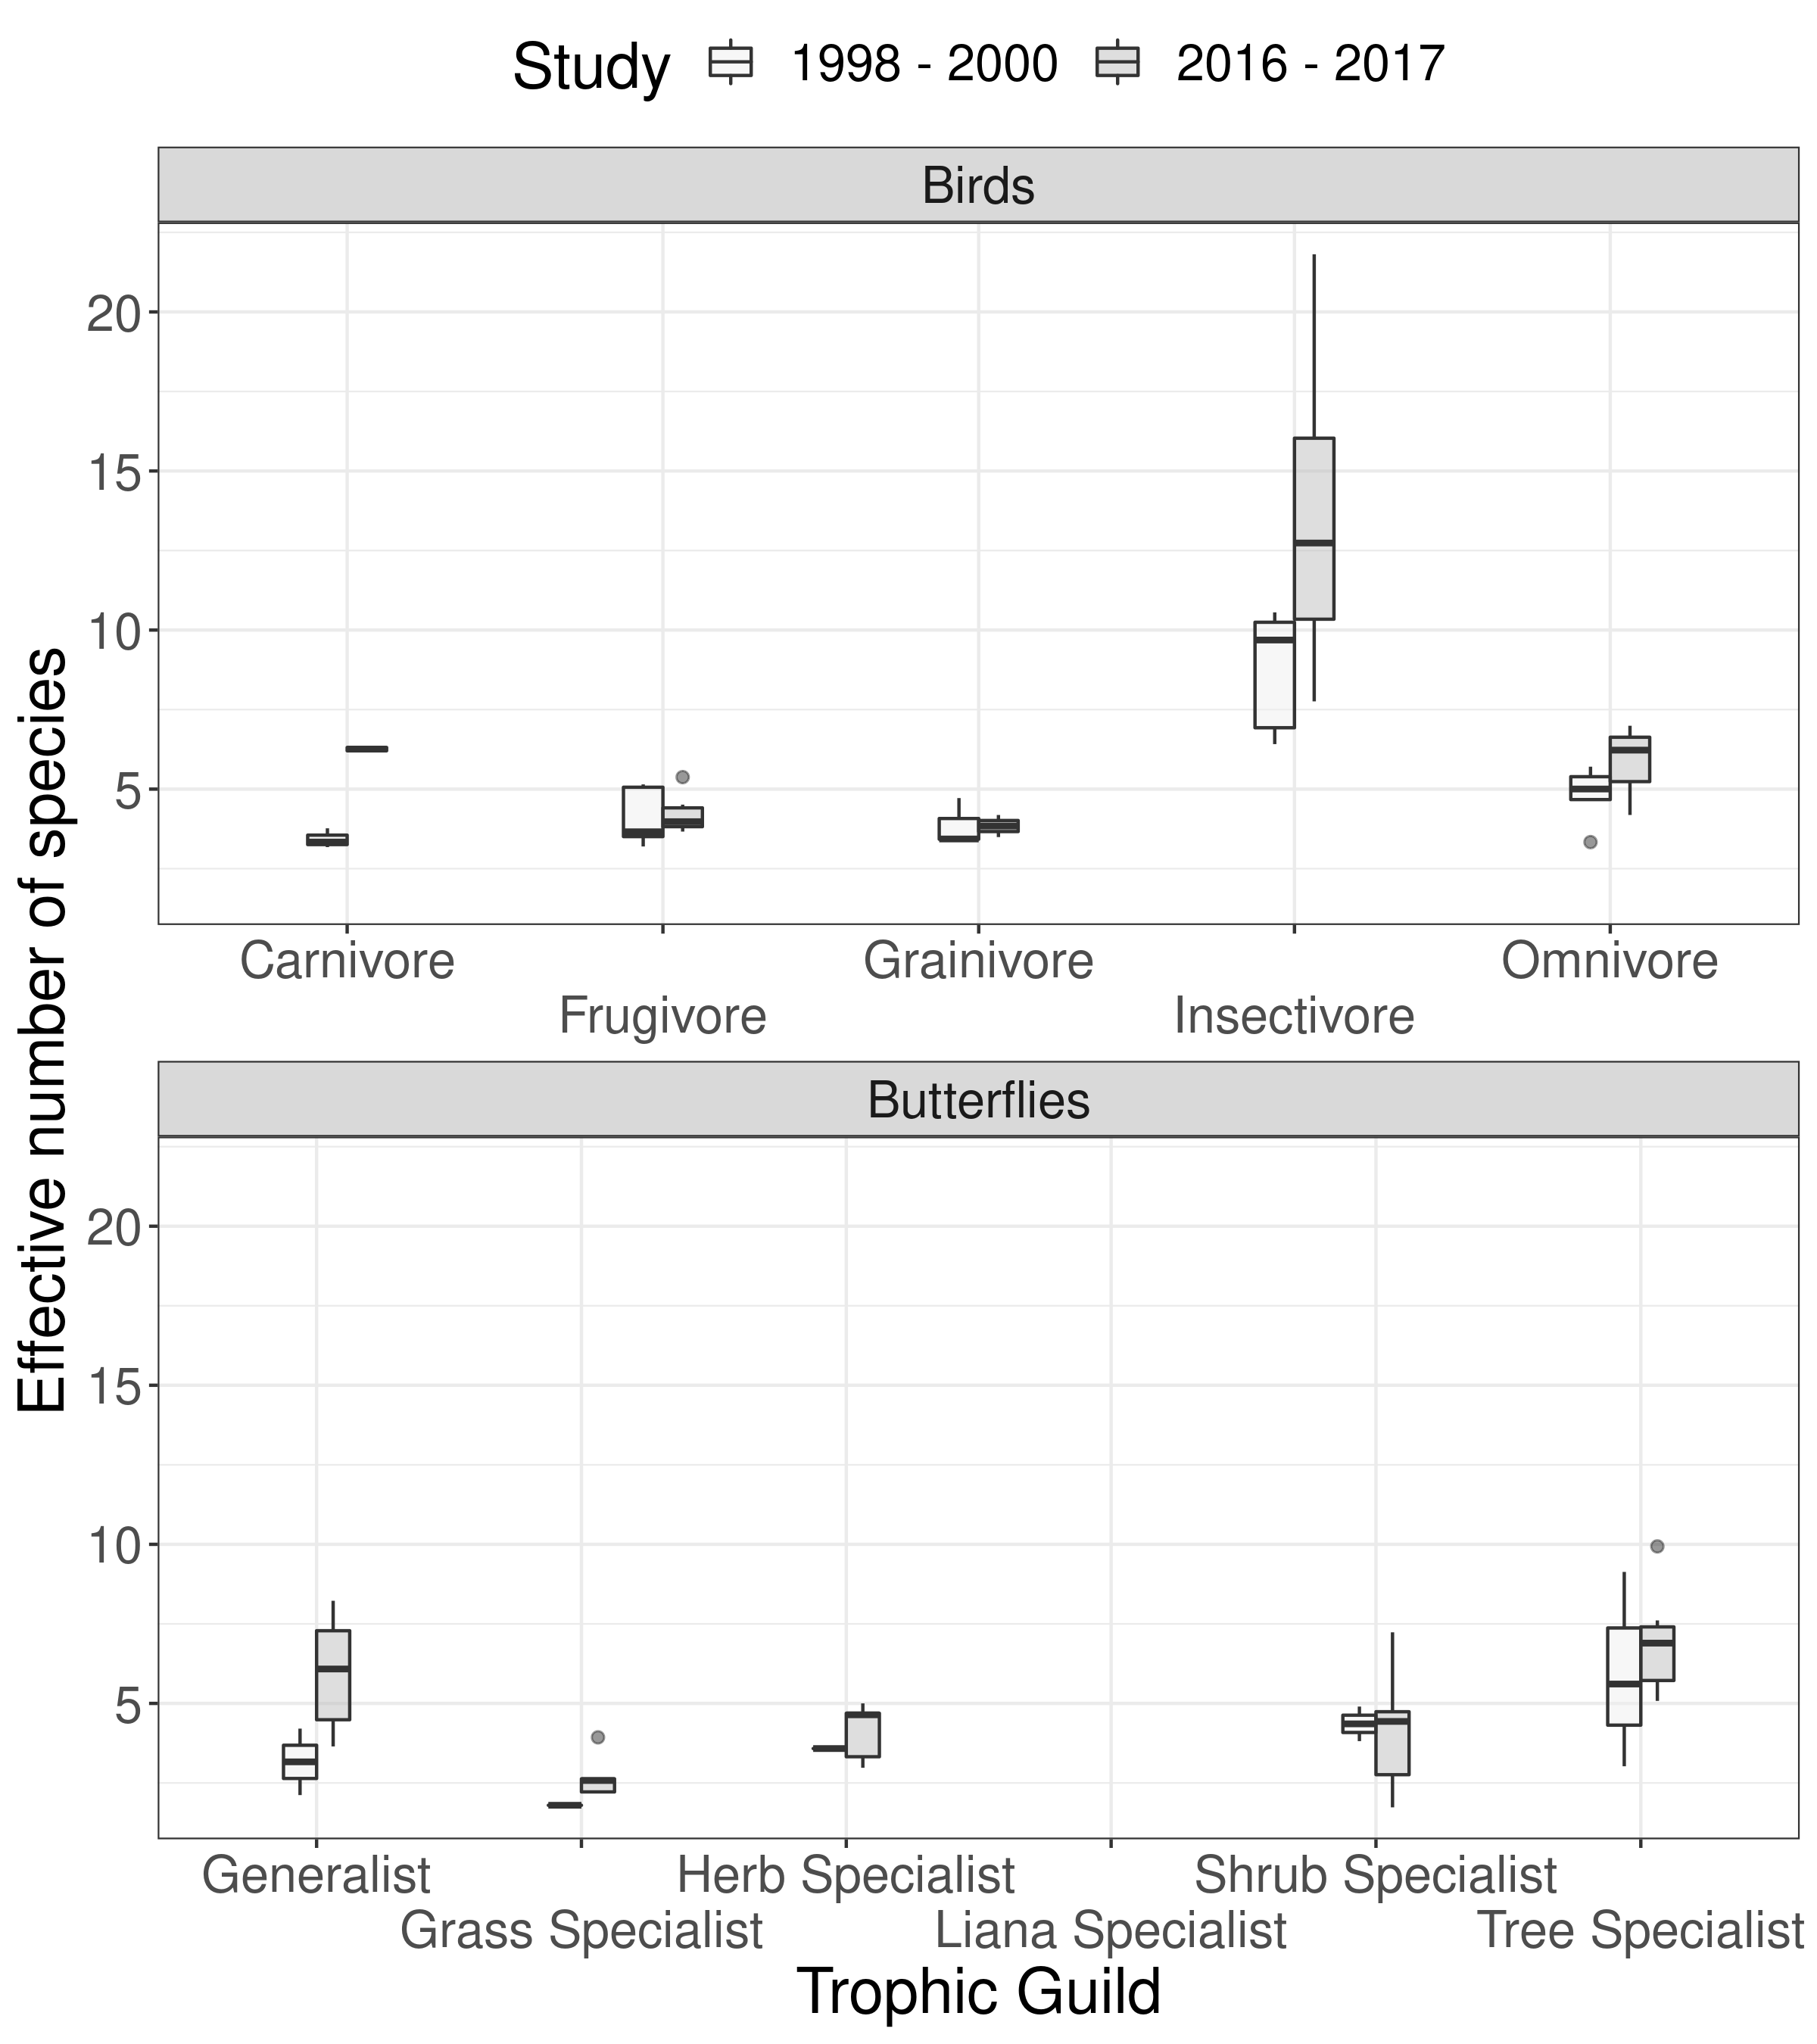 Study 1998 - 2000 2016 - 2017
Birds
20
15
10
5
Carnivore Grainivore Omnivore
Frugivore Insectivore
Butterflies
20
15
10
5
Generalist Herb Specialist Shrub Specialist
Grass Specialist Liana Specialist Tree Specialist
Trophic Guild
Effective number of species